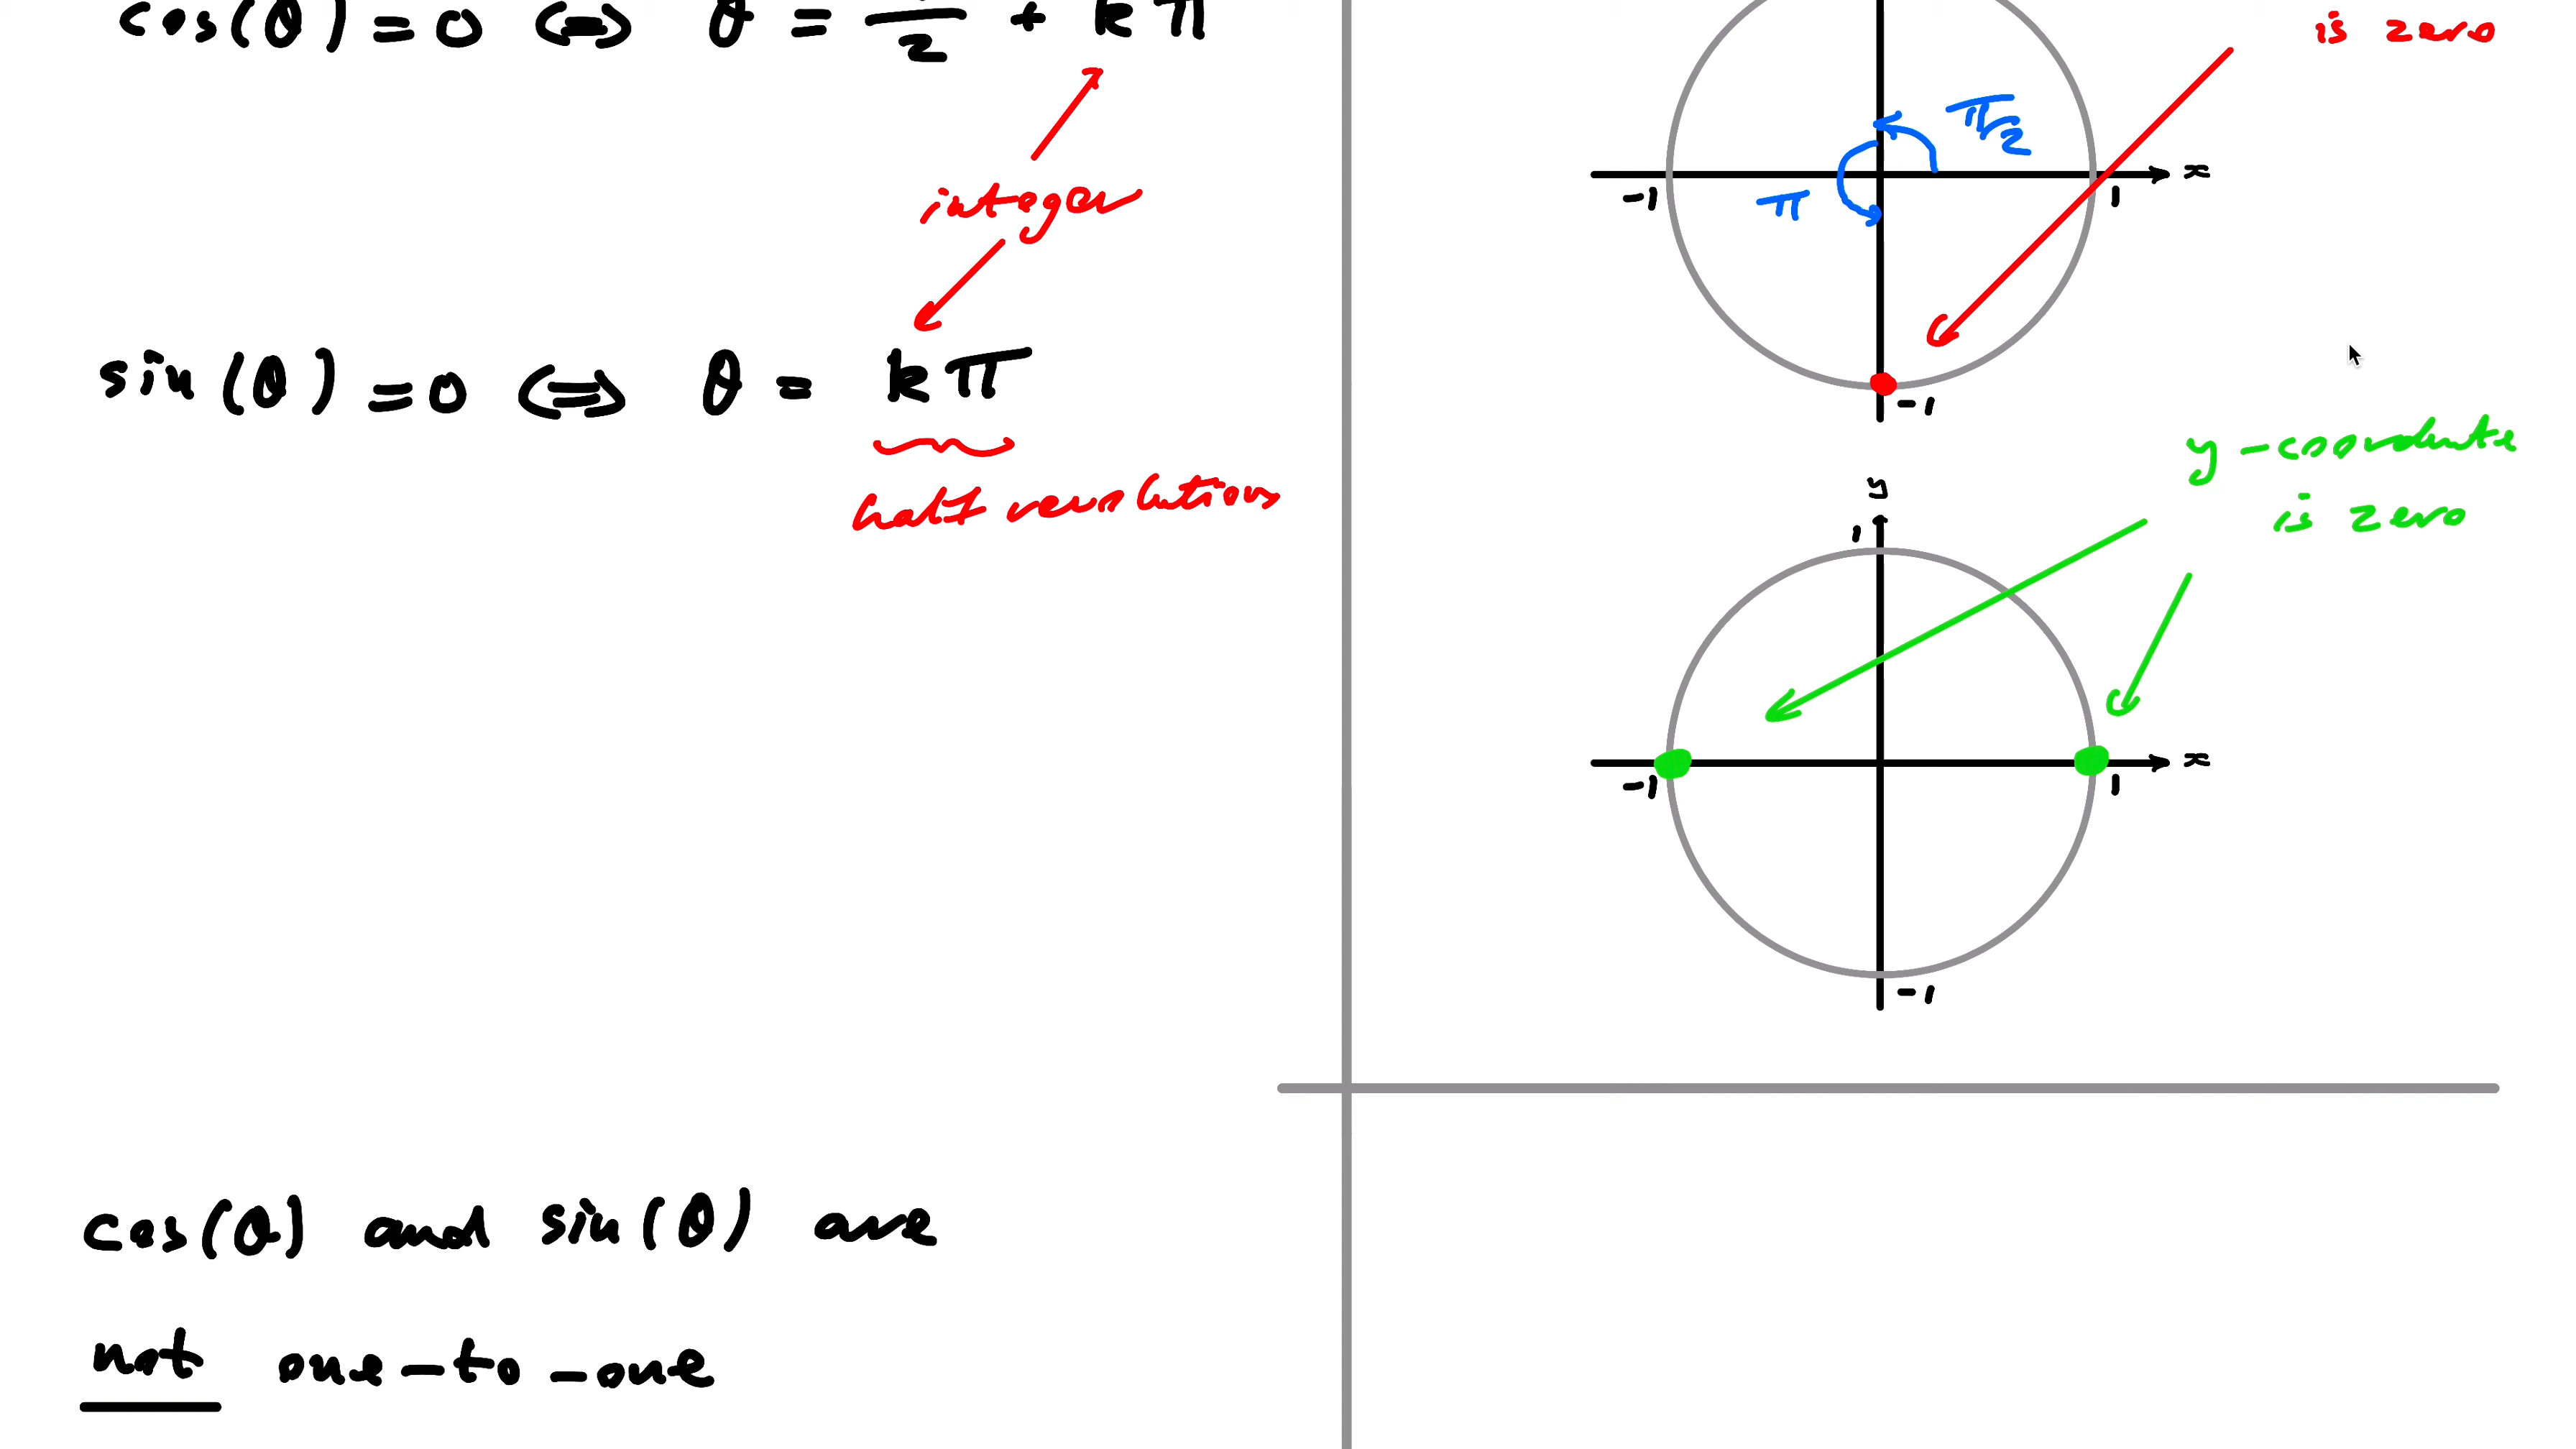 cos(θ) = 0 ⇔ θ = π/2 + kπ
integer
sin(θ) = 0 ⇔ θ = kπ
half revolutions
is zero
π/2
π
x
-1
1
-1
y-coordinate
is zero
y
1
x
-1
1
-1
cos(θ) and sin(θ) are
not one-to-one